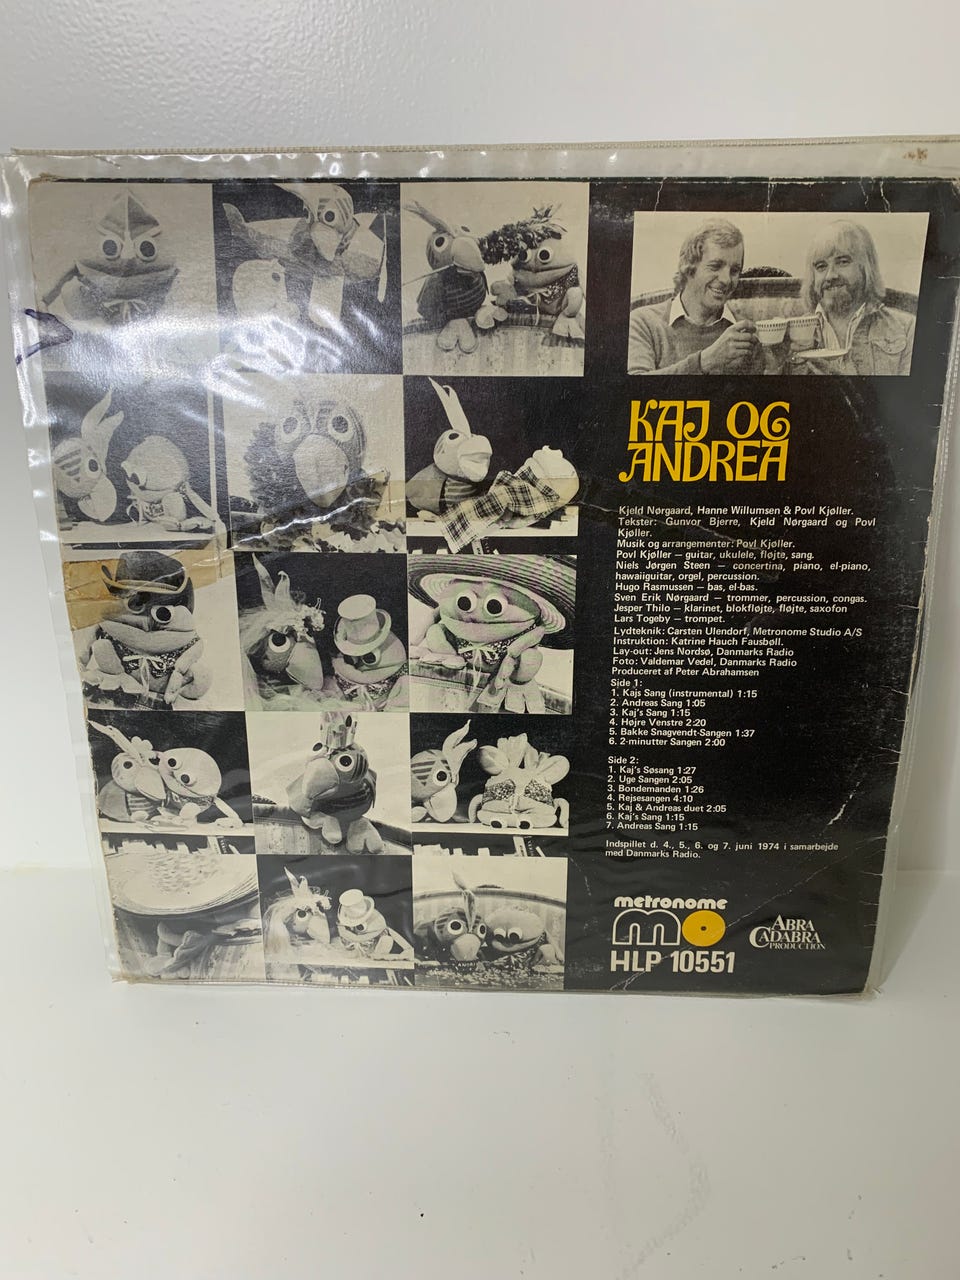 KAJ OG
ANDREA
Kjeld Nørgaard, Hanne Willumsen & Povl Kjøller.
Tekster: Gunvor Bjerre, Kjeld Nørgaard og Povl
Kjøller.
Musik og arrangementer: Povl Kjøller.
Povl Kjøller — guitar, ukulele, fløjte, sang.
Niels Jørgen Steen — concertina, piano, el-piano,
hawaiiguitar, orgel, percussion.
Hugo Rasmussen — bas, el-bas.
Sven Erik Nørgaard — trommer, percussion, congas.
Jesper Thilo — klarinet, blokfløjte, fløjte, saxofon
Lars Togeby — trompet.
Lydteknik: Carsten Ulendorf, Metronome Studio A/S
Instruktion: Katrine Hauch Fausbøll.
Lay-out: Jens Nordsø, Danmarks Radio
Foto: Valdemar Vedel, Danmarks Radio
Produceret af Peter Abrahamsen
Side 1:
1. Kajs Sang (instrumental) 1:15
2. Andreas Sang 1:05
3. Kaj's Sang 1:15
4. Højre Venstre 2:20
5. Bakke Snagvendt-Sangen 1:37
6. 2-minutter Sangen 2:00
Side 2:
1. Kaj's Søsang 1:27
2. Uge Sangen 2:05
3. Bondemanden 1:26
4. Rejsesangen 4:10
5. Kaj & Andreas duet 2:05
6. Kaj's Sang 1:15
7. Andreas Sang 1:15
Indspillet d. 4., 5., 6. og 7. juni 1974 i samarbejde
med Danmarks Radio.
metronome
HLP 10551
ABRA
CADABRA
PRODUCTION